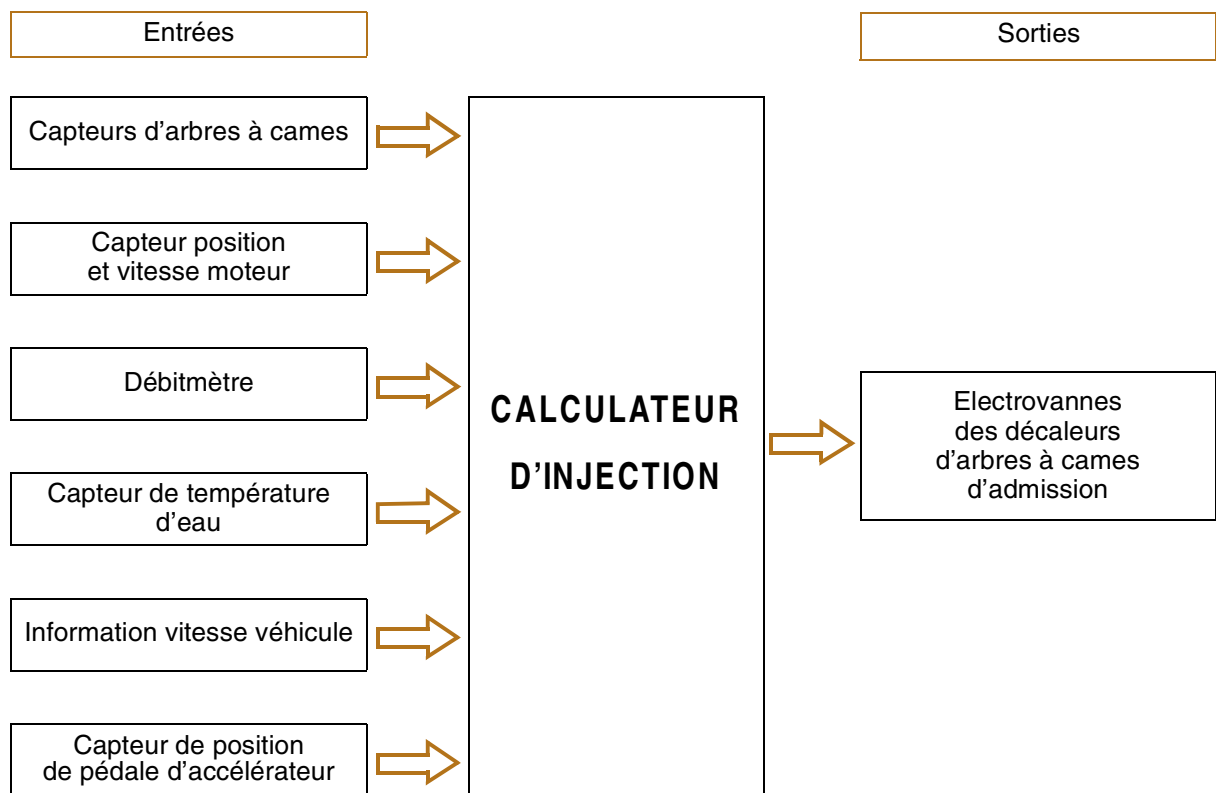 Entrées
Sorties
Capteurs d'arbres à cames
Capteur position
et vitesse moteur
Débitmètre
Capteur de température
d'eau
Information vitesse véhicule
Capteur de position
de pédale d'accélérateur
CALCULATEUR
D'INJECTION
Electrovannes
des décaleurs
d'arbres à cames
d'admission